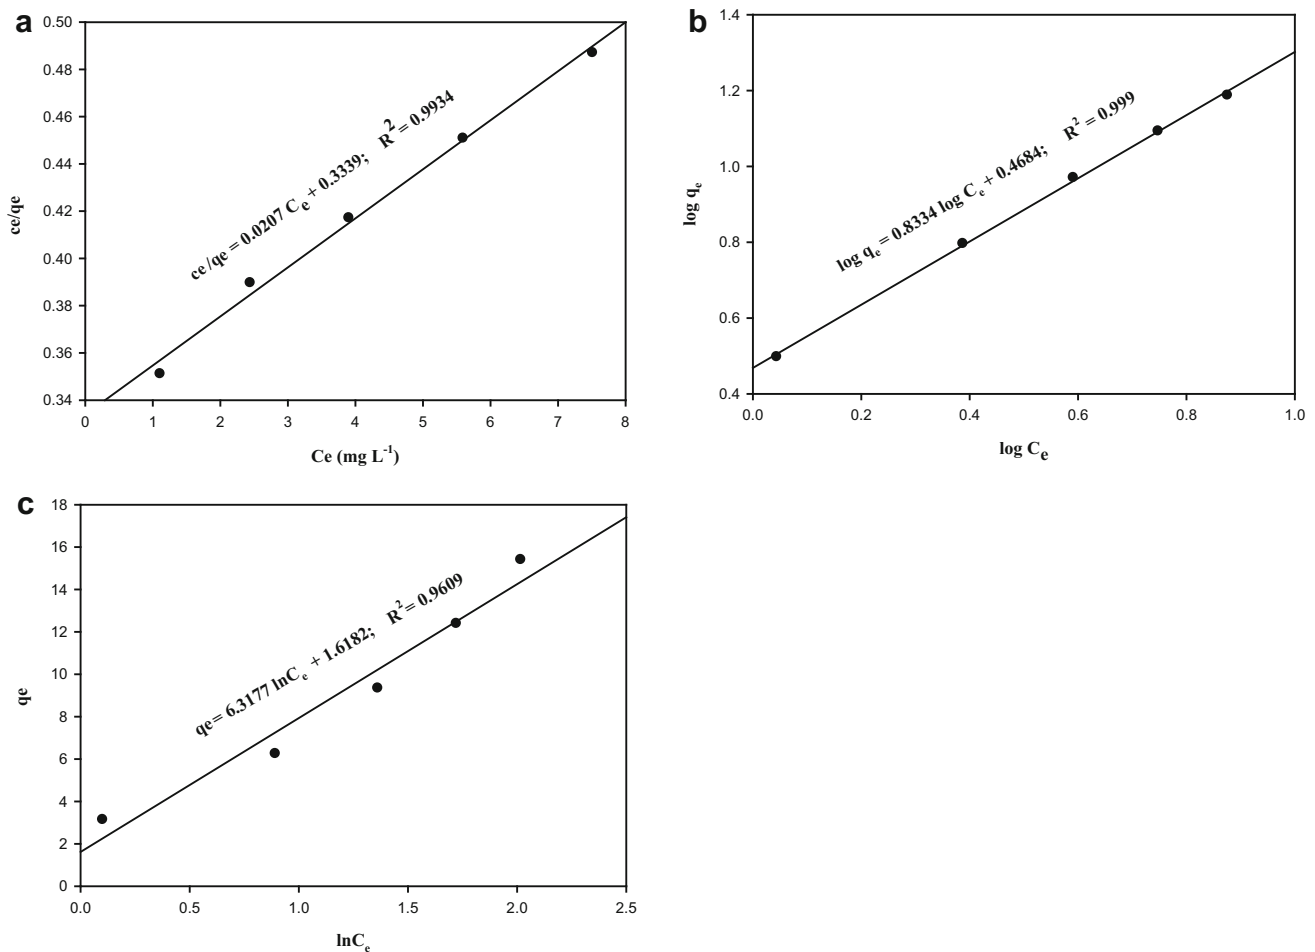 a
0.50
0.48
0.46
0.44
0.42
0.40
0.38
0.36
0.34
ce/qe
ce/qe = 0.0207 Ce + 0.3339; R2 = 0.9934
0 1 2 3 4 5 6 7 8
Ce (mg L-1)
b
1.4
1.2
1.0
0.8
0.6
0.4
log qe
log qe = 0.8334 log Ce + 0.4684; R2 = 0.999
0.0 0.2 0.4 0.6 0.8 1.0
log Ce
c
18
16
14
12
10
8
6
4
2
0
qe
qe= 6.3177 lnCe + 1.6182; R2= 0.9609
0.0 0.5 1.0 1.5 2.0 2.5
lnCe